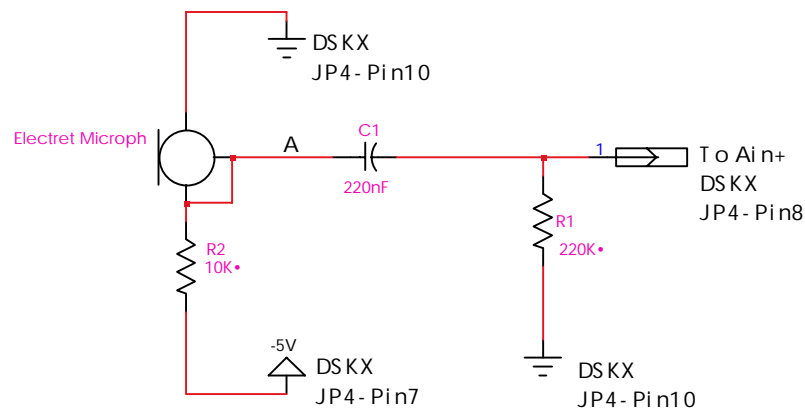 DSKX
JP4-Pin10
Electret Microph
A
C1
220nF
1
To Ain+
DSKX
JP4-Pin8
R2
10K•
R1
220K•
-5V
DSKX
JP4-Pin7
DSKX
JP4-Pin10